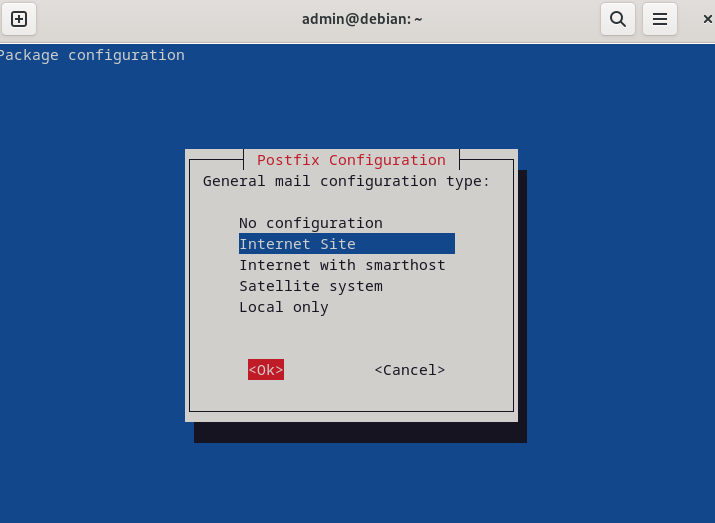 admin@debian: ~
Package configuration
Postfix Configuration
General mail configuration type:
No configuration
Internet Site
Internet with smarthost
Satellite system
Local only
<Ok> <Cancel>